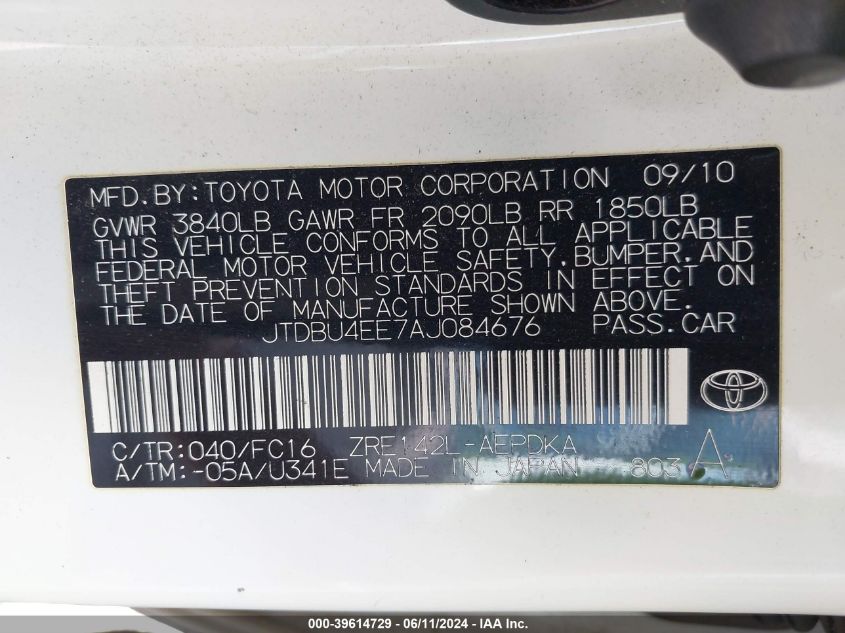 MFD.BY:TOYOTA MOTOR CORPORATION 09/10
GVWR 3840LB GAWR FR 2090LB RR 1850LB
THIS VEHICLE CONFORMS TO ALL APPLICABLE
FEDERAL MOTOR VEHICLE SAFETY,BUMPER,AND
THEFT PREVENTION STANDARDS IN EFFECT ON
THE DATE OF MANUFACTURE SHOWN ABOVE.
JTDBU4EE7AJ084676 PASS.CAR
C/TR:040/FC16 ZRE142L-AEPDKA
A/TM:-05A/U341E MADE IN JAPAN 803 A
000-39614729 - 06/11/2024 - IAA Inc.